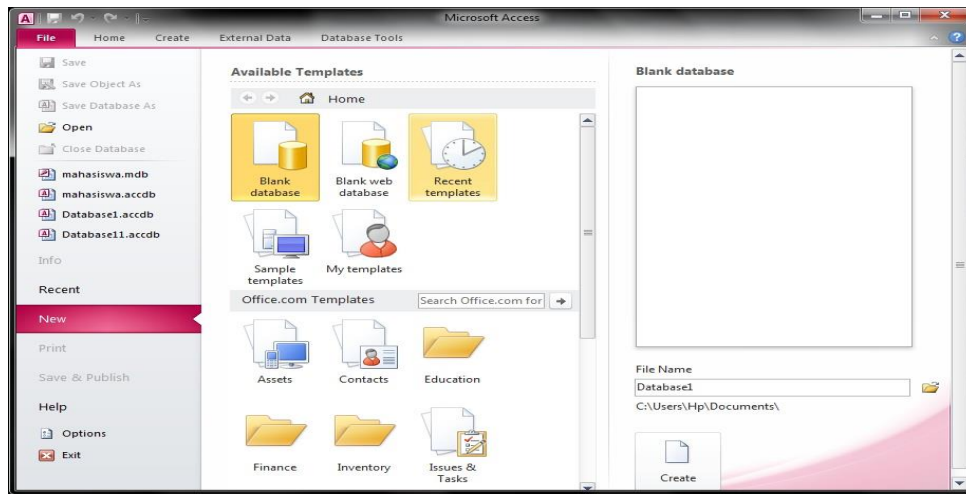 Microsoft Access
File Home Create External Data Database Tools
Save
Save Object As
Save Database As
Open
Close Database
mahasiswa.mdb
mahasiswa.accdb
Database1.accdb
Database11.accdb
Info
Recent
New
Print
Save & Publish
Help
Options
Exit
Available Templates
Home
Blank
database
Blank web
database
Recent
templates
Sample
templates
My templates
Office.com Templates
Search Office.com for
Assets
Contacts
Education
Finance
Inventory
Issues &
Tasks
Blank database
File Name
Database1
C:\Users\Hp\Documents\
Create